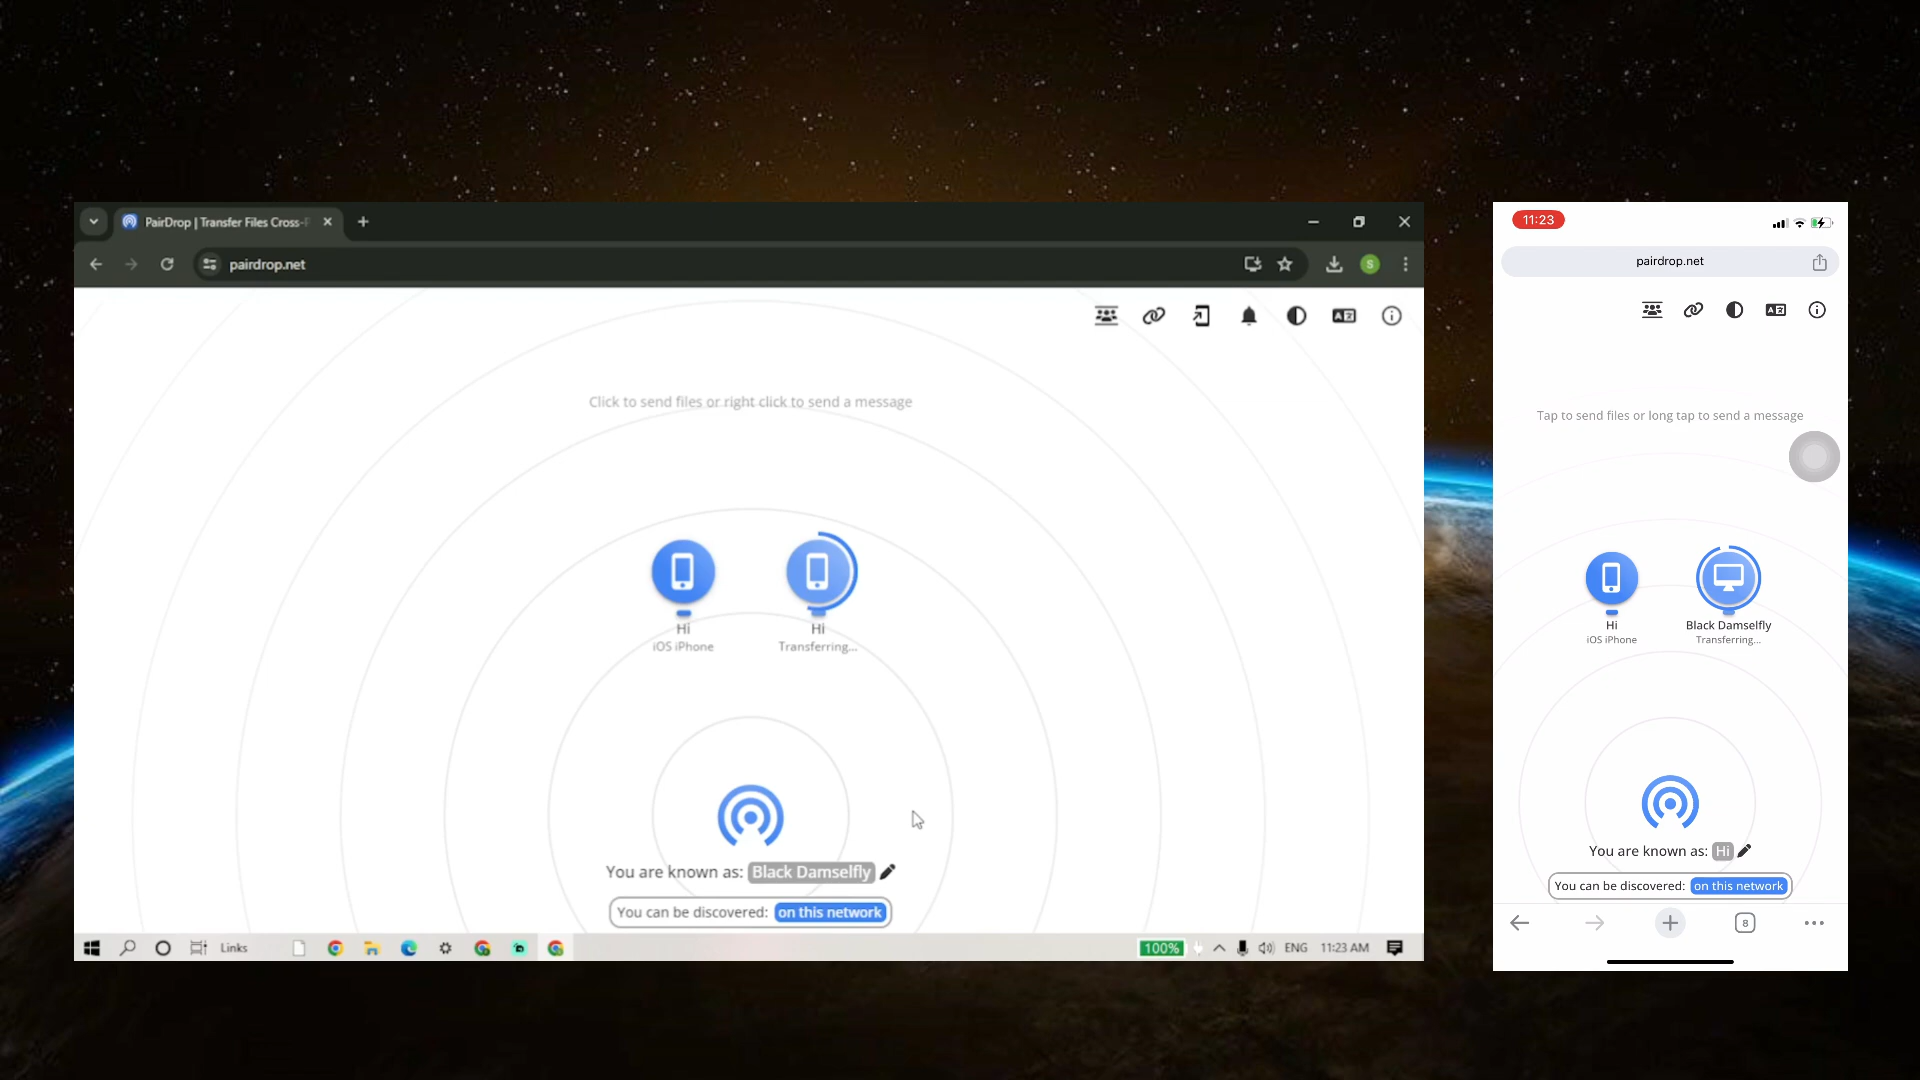 PairDrop | Transfer Files Cross-
pairdrop.net
S
Click to send files or right click to send a message
Hi
iOS iPhone
Hi
Transferring...
You are known as: Black Damselfly
You can be discovered: on this network
Links
100%
ENG
11:23 AM
11:23
pairdrop.net
Tap to send files or long tap to send a message
Hi
iOS iPhone
Black Damselfly
Transferring...
You are known as: Hi
You can be discovered: on this network
8